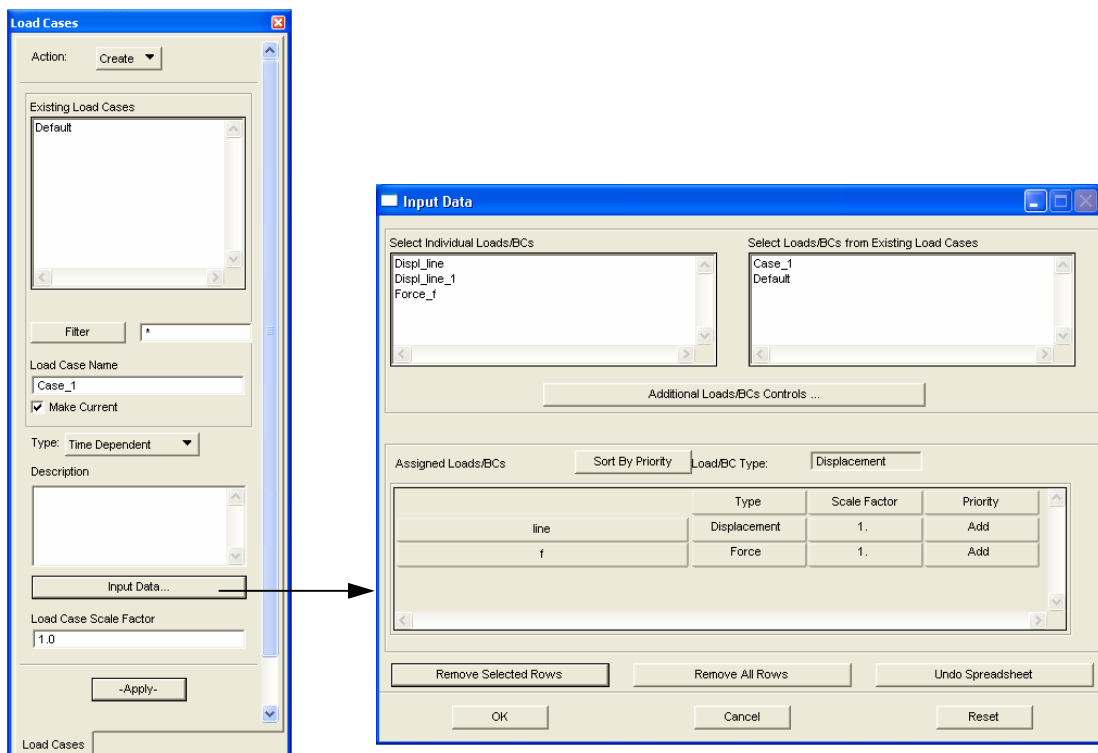 Load Cases
Action: Create
Existing Load Cases
Default
Filter *
Load Case Name
Case_1
Make Current
Type: Time Dependent
Description
Input Data...
Load Case Scale Factor
1.0
-Apply-
Load Cases
Input Data
Select Individual Loads/BCs
Displ_line
Displ_line_1
Force_f
Select Loads/BCs from Existing Load Cases
Case_1
Default
Additional Loads/BCs Controls ...
Assigned Loads/BCs Sort By Priority Load/BC Type: Displacement
Type Scale Factor Priority
line Displacement 1. Add
f Force 1. Add
Remove Selected Rows Remove All Rows Undo Spreadsheet
OK Cancel Reset